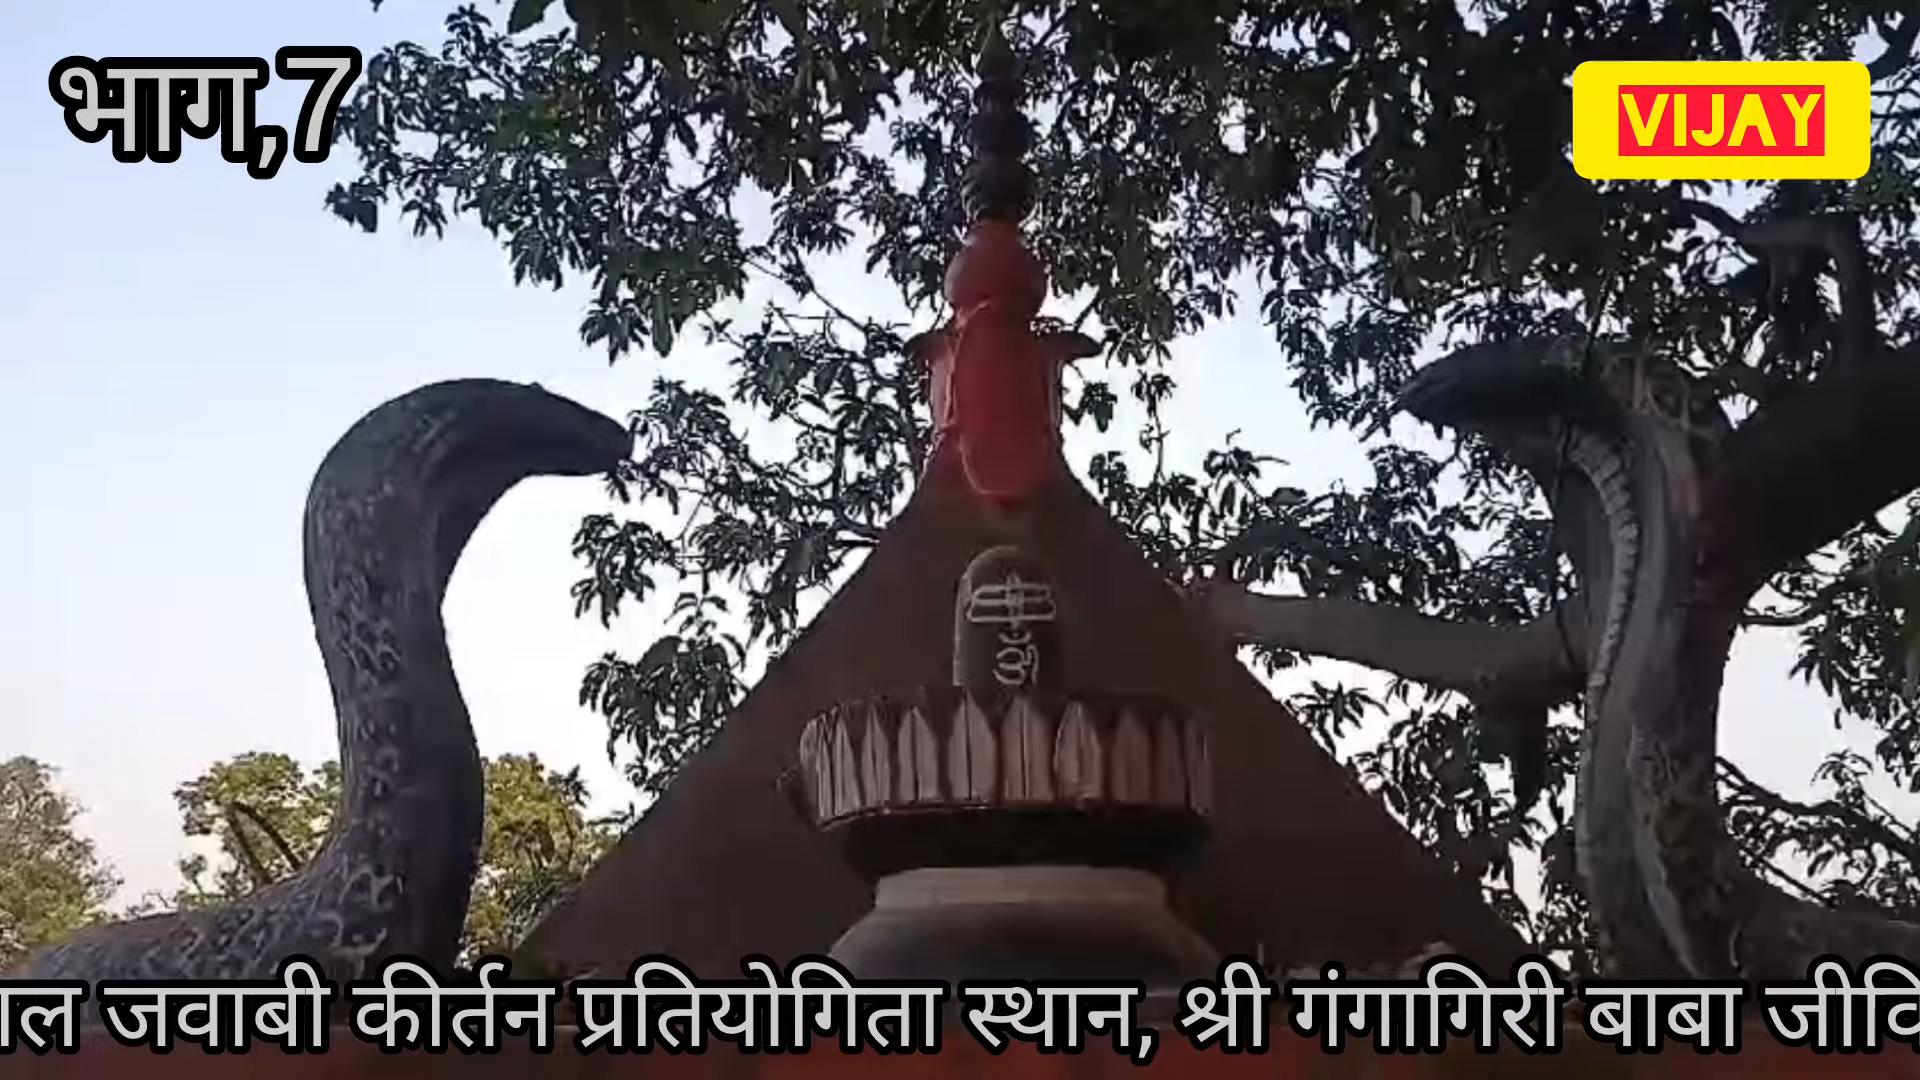 भाग,7
VIJAY
ॐ
जवाबी कीर्तन प्रतियोगिता स्थान, श्री गंगागिरी बाबा